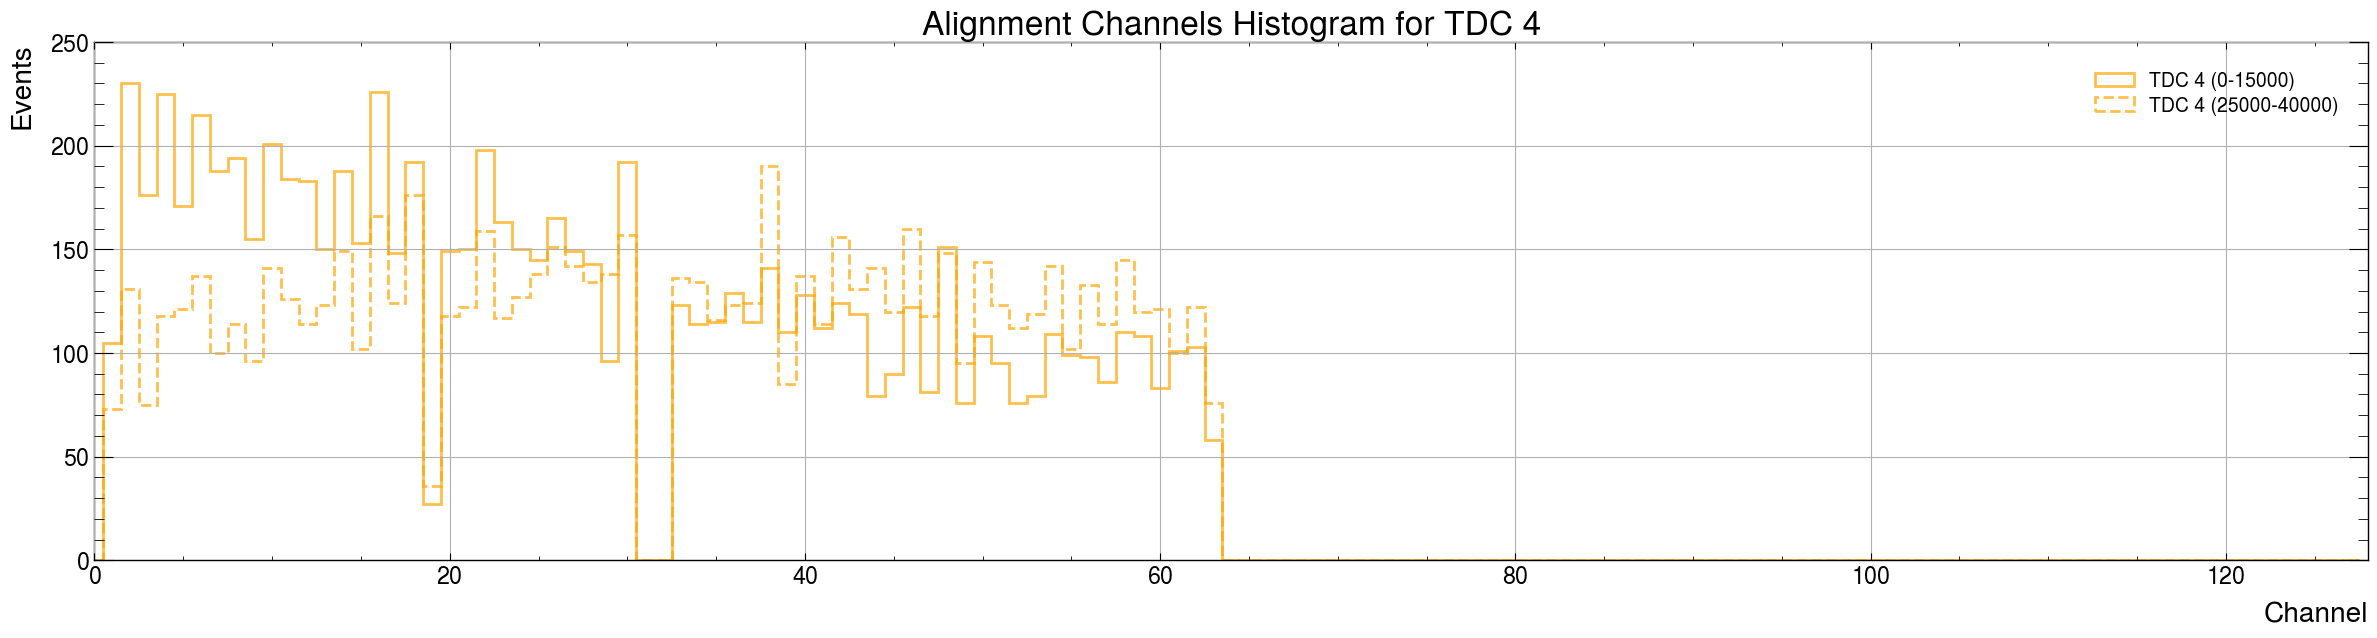 Alignment Channels Histogram for TDC 4
Events
250
200
150
100
50
0
TDC 4 (0-15000)
TDC 4 (25000-40000)
0 20 40 60 80 100 120
Channel